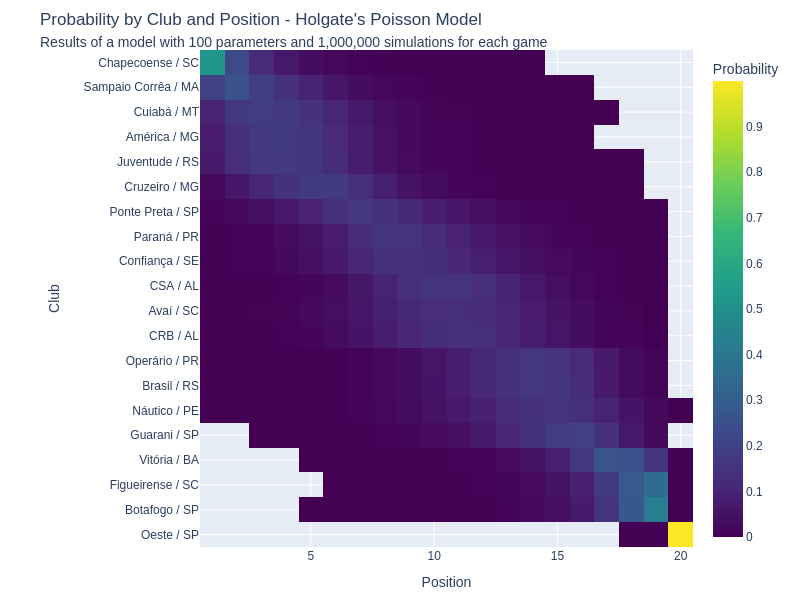 Probability by Club and Position - Holgate's Poisson Model
Results of a model with 100 parameters and 1,000,000 simulations for each game
Probability
Club
Chapecoense / SC
Sampaio Corrêa / MA
Cuiabá / MT
América / MG
Juventude / RS
Cruzeiro / MG
Ponte Preta / SP
Paraná / PR
Confiança / SE
CSA / AL
Avaí / SC
CRB / AL
Operário / PR
Brasil / RS
Náutico / PE
Guarani / SP
Vitória / BA
Figueirense / SC
Botafogo / SP
Oeste / SP
0.9
0.8
0.7
0.6
0.5
0.4
0.3
0.2
0.1
0
5
10
15
20
Position